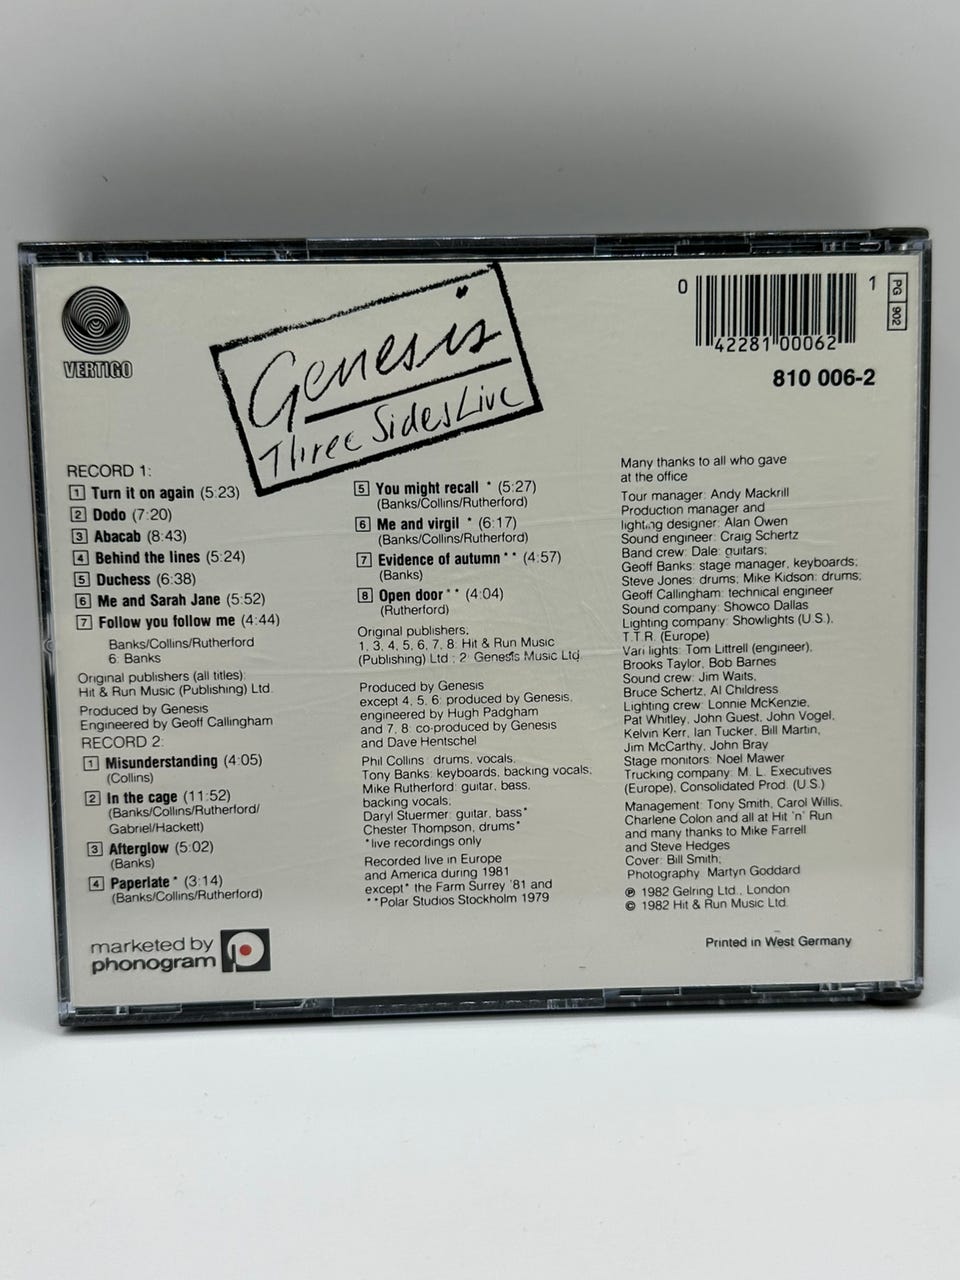 VERTIGO
Genesis
Three Sides Live
0 42281 00062 1
PG 902
810 006-2
RECORD 1:
1 Turn it on again (5:23)
2 Dodo (7:20)
3 Abacab (8:43)
4 Behind the lines (5:24)
5 Duchess (6:38)
6 Me and Sarah Jane (5:52)
7 Follow you follow me (4:44)
Banks/Collins/Rutherford
6: Banks
Original publishers (all titles):
Hit & Run Music (Publishing) Ltd.
Produced by Genesis
Engineered by Geoff Callingham
RECORD 2:
1 Misunderstanding (4:05)
(Collins)
2 In the cage (11:52)
(Banks/Collins/Rutherford/
Gabriel/Hackett)
3 Afterglow (5:02)
(Banks)
4 Paperlate * (3:14)
(Banks/Collins/Rutherford)
marketed by
phonogram
5 You might recall * (5:27)
(Banks/Collins/Rutherford)
6 Me and virgil * (6:17)
(Banks/Collins/Rutherford)
7 Evidence of autumn ** (4:57)
(Banks)
8 Open door ** (4:04)
(Rutherford)
Original publishers,
1, 3, 4, 5, 6, 7, 8: Hit & Run Music
(Publishing) Ltd.; 2: Genesis Music Ltd.
Produced by Genesis
except 4, 5, 6: produced by Genesis,
engineered by Hugh Padgham
and 7, 8: co-produced by Genesis
and Dave Hentschel
Phil Collins: drums, vocals,
Tony Banks: keyboards, backing vocals,
Mike Rutherford: guitar, bass,
backing vocals,
Daryl Stuermer: guitar, bass*
Chester Thompson, drums*
*live recordings only
Recorded live in Europe
and America during 1981
except* the Farm Surrey '81 and
**Polar Studios Stockholm 1979
Many thanks to all who gave
at the office
Tour manager: Andy Mackrill
Production manager and
lighting designer: Alan Owen
Sound engineer: Craig Schertz
Band crew: Dale: guitars;
Geoff Banks: stage manager, keyboards;
Steve Jones: drums; Mike Kidson: drums;
Geoff Callingham: technical engineer
Sound company: Showco Dallas
Lighting company: Showlights (U.S.),
T.T.R. (Europe)
Vari lights: Tom Littrell (engineer),
Brooks Taylor, Bob Barnes
Sound crew: Jim Waits,
Bruce Schertz, Al Childress
Lighting crew: Lonnie McKenzie,
Pat Whitley, John Guest, John Vogel,
Kelvin Kerr, Ian Tucker, Bill Martin,
Jim McCarthy, John Bray
Stage monitors: Noel Mawer
Trucking company: M. L. Executives
(Europe), Consolidated Prod. (U.S.)
Management: Tony Smith, Carol Willis,
Charlene Colon and all at Hit 'n' Run
and many thanks to Mike Farrell
and Steve Hedges
Cover: Bill Smith;
Photography: Martyn Goddard
℗ 1982 Gelring Ltd., London
© 1982 Hit & Run Music Ltd.
Printed in West Germany